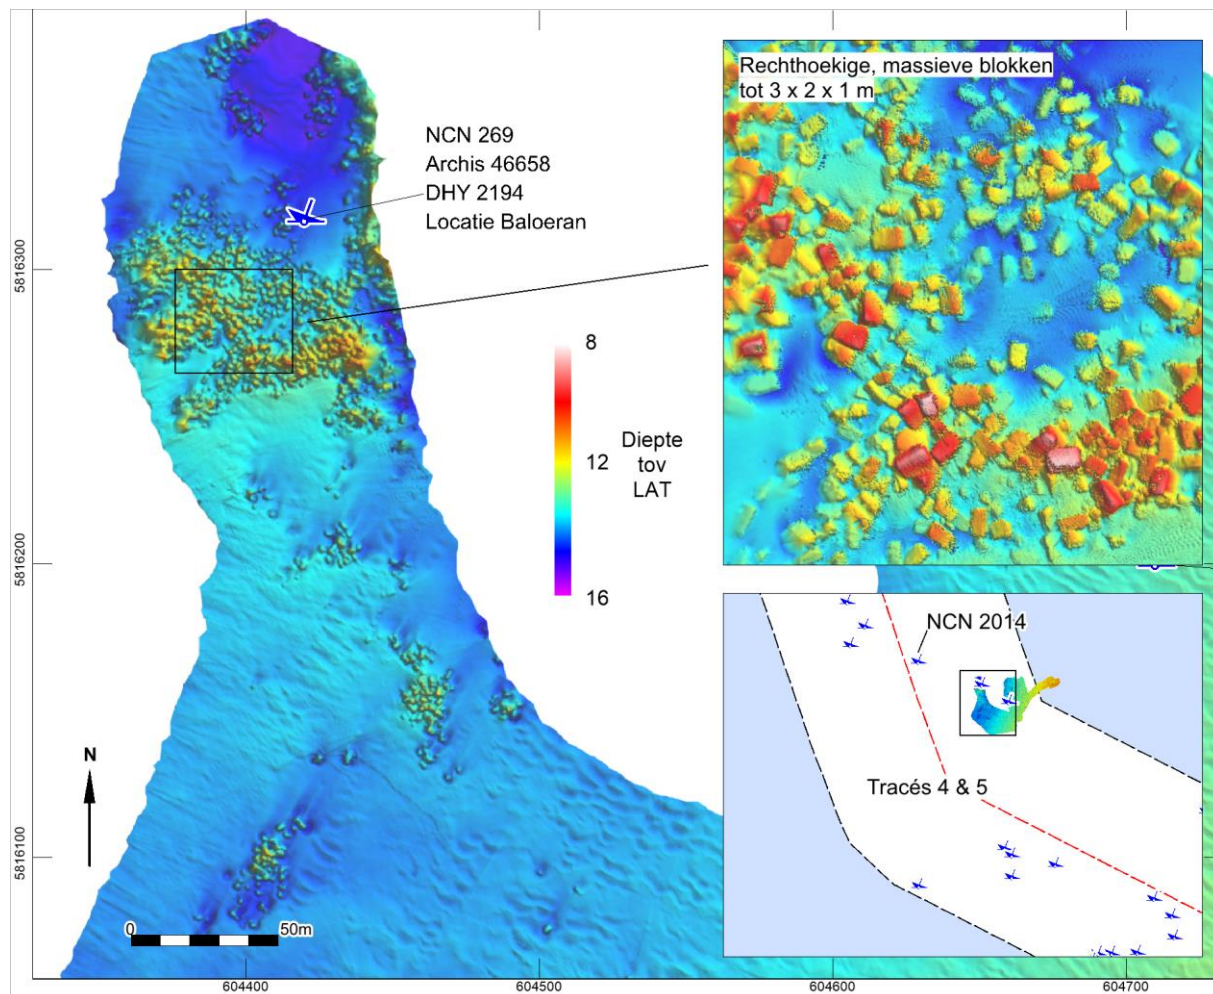 Rechthoekige, massieve blokken
tot 3 x 2 x 1 m
NCN 269
Archis 46658
DHY 2194
Locatie Baloeran
5816300
8
Diepte
tov
LAT
12
16
5816200
NCN 2014
Tracés 4 & 5
N
5816100
0
50m
604400
604500
604600
604700